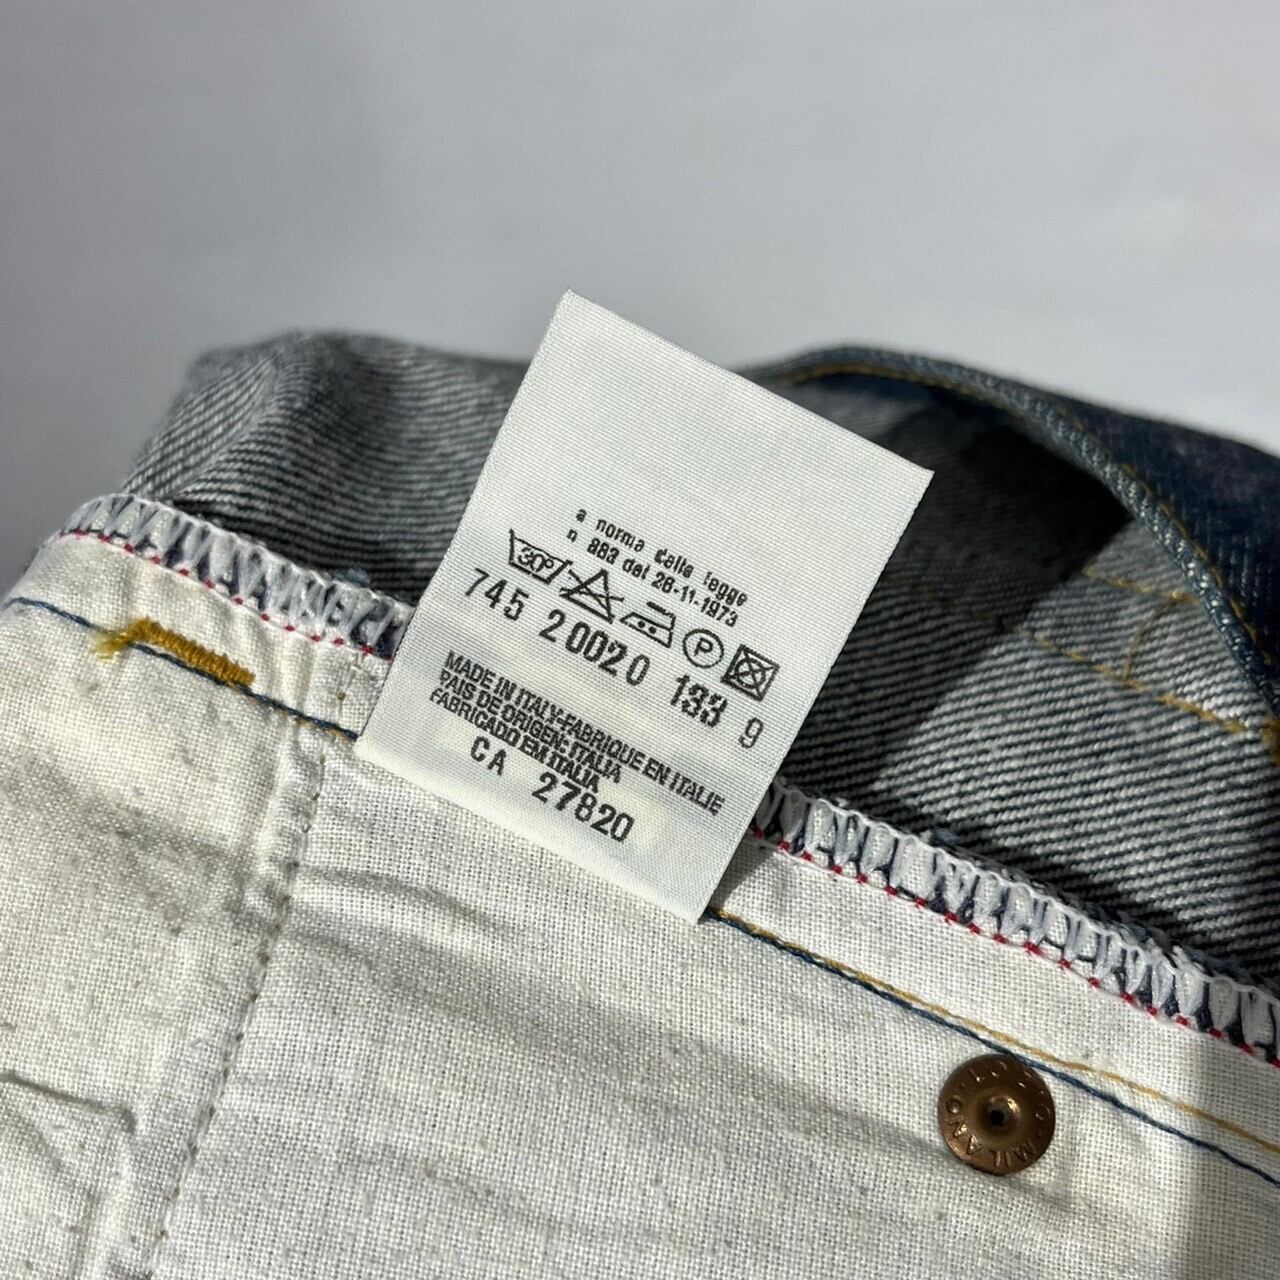 a norma delle legge
n 883 del 26-11-1973
30° P
745 20020 133 9
MADE IN ITALY-FABRIQUE EN ITALIE
PAIS DE ORIGEN: ITALIA
FABRICADO EM ITALIA
CA 27820
MILANO